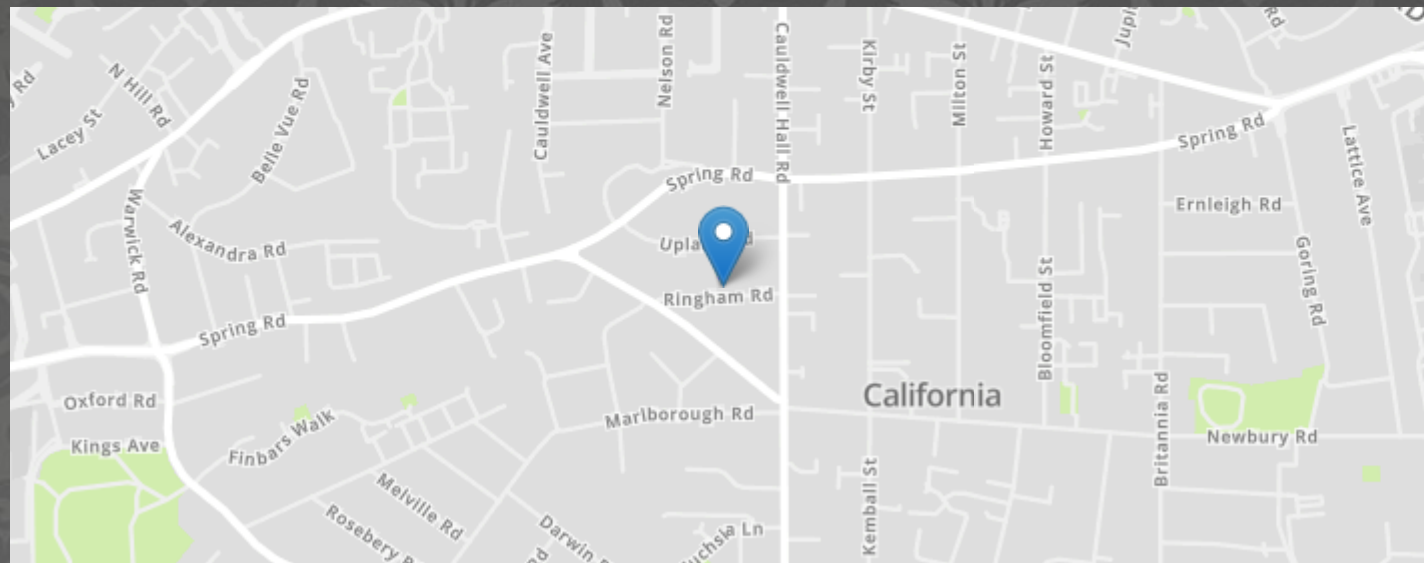 Rd
N Hill Rd
Lacey St
Belle Vue Rd
Cauldwell Ave
Nelson Rd
Cauldwell Hall Rd
Kirby St
Milton St
Howard St
Rd
Spring Rd
Lattice Ave
Warwick Rd
Alexandra Rd
Spring Rd
Ernleigh Rd
Ringham Rd
Goring Rd
Spring Rd
Bloomfield St
California
Oxford Rd
Marlborough Rd
Britannia Rd
Kings Ave
Finbars Walk
Newbury Rd
Melville Rd
Kemball St
Rosebery
Darwin
Ln